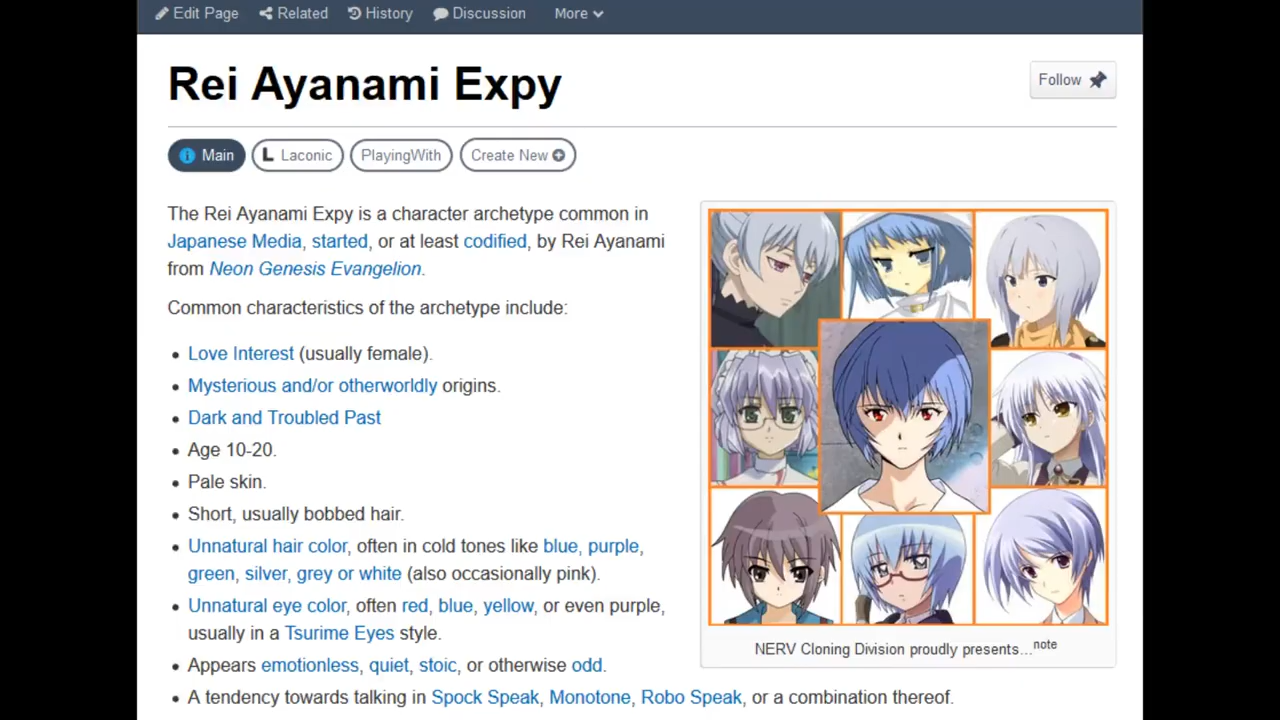 Edit Page Related History Discussion More
Rei Ayanami Expy
Follow
Main Laconic PlayingWith Create New
The Rei Ayanami Expy is a character archetype common in
Japanese Media, started, or at least codified, by Rei Ayanami
from Neon Genesis Evangelion.
Common characteristics of the archetype include:
Love Interest (usually female).
Mysterious and/or otherworldly origins.
Dark and Troubled Past
Age 10-20.
Pale skin.
Short, usually bobbed hair.
Unnatural hair color, often in cold tones like blue, purple,
green, silver, grey or white (also occasionally pink).
Unnatural eye color, often red, blue, yellow, or even purple,
usually in a Tsurime Eyes style.
Appears emotionless, quiet, stoic, or otherwise odd.
A tendency towards talking in Spock Speak, Monotone, Robo Speak, or a combination thereof.
NERV Cloning Division proudly presents...note